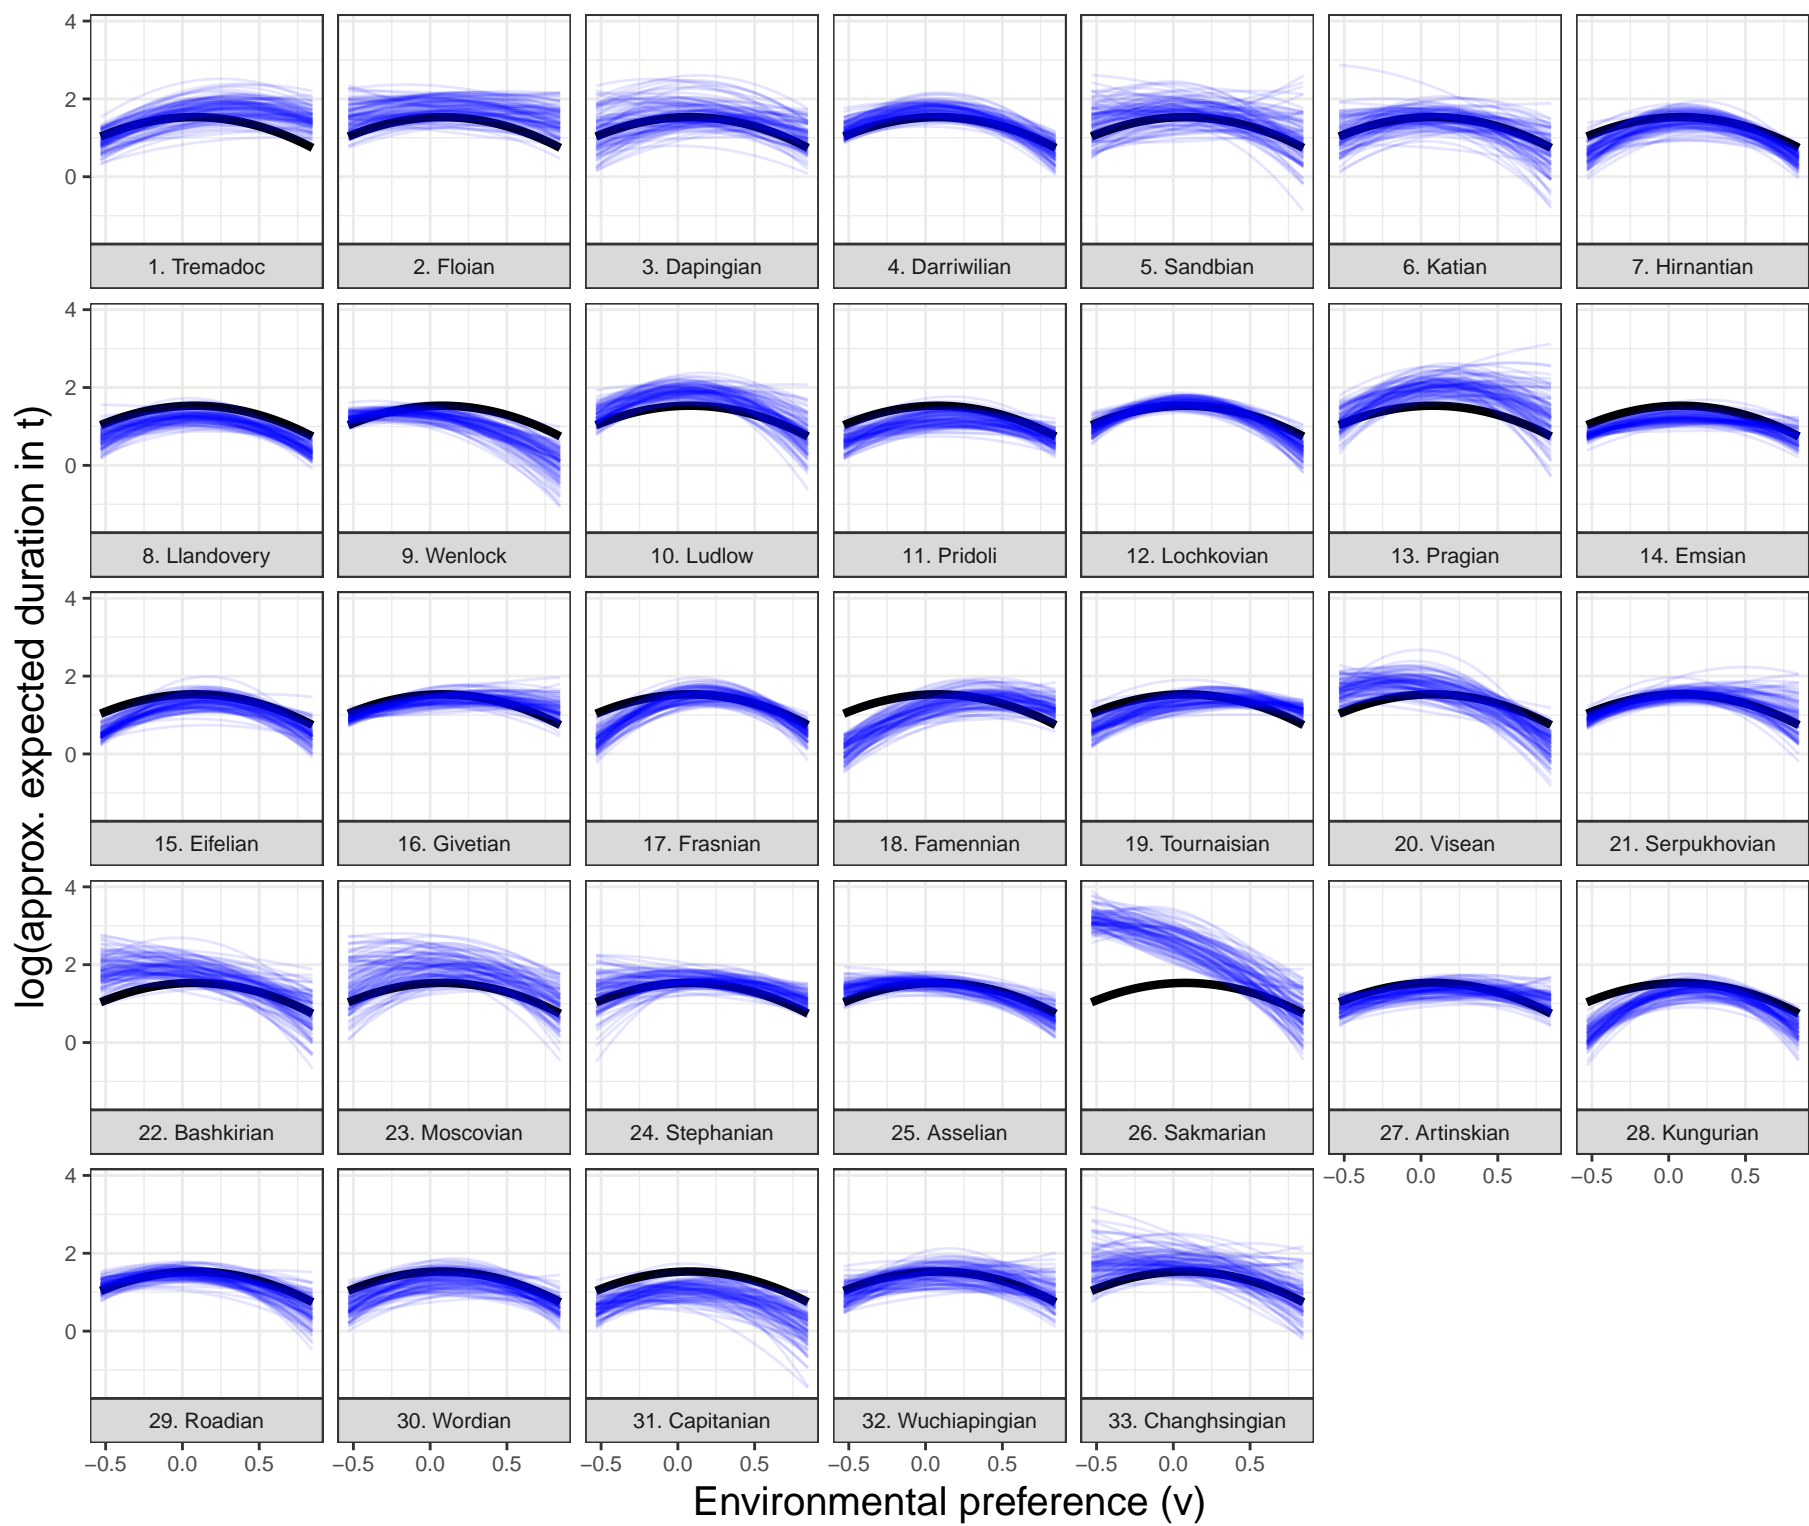 log(approx. expected duration in t)
4
2
0
1. Tremadoc
2. Floian
3. Dapingian
4. Darriwilian
5. Sandbian
6. Katian
7. Hirnantian
4
2
0
8. Llandovery
9. Wenlock
10. Ludlow
11. Pridoli
12. Lochkovian
13. Pragian
14. Emsian
4
2
0
15. Eifelian
16. Givetian
17. Frasnian
18. Famennian
19. Tournaisian
20. Visean
21. Serpukhovian
4
2
0
22. Bashkirian
23. Moscovian
24. Stephanian
25. Asselian
26. Sakmarian
27. Artinskian
28. Kungurian
−0.5 0.0 0.5
−0.5 0.0 0.5
4
2
0
29. Roadian
30. Wordian
31. Capitanian
32. Wuchiapingian
33. Changhsingian
−0.5 0.0 0.5
−0.5 0.0 0.5
−0.5 0.0 0.5
−0.5 0.0 0.5
−0.5 0.0 0.5
Environmental preference (v)